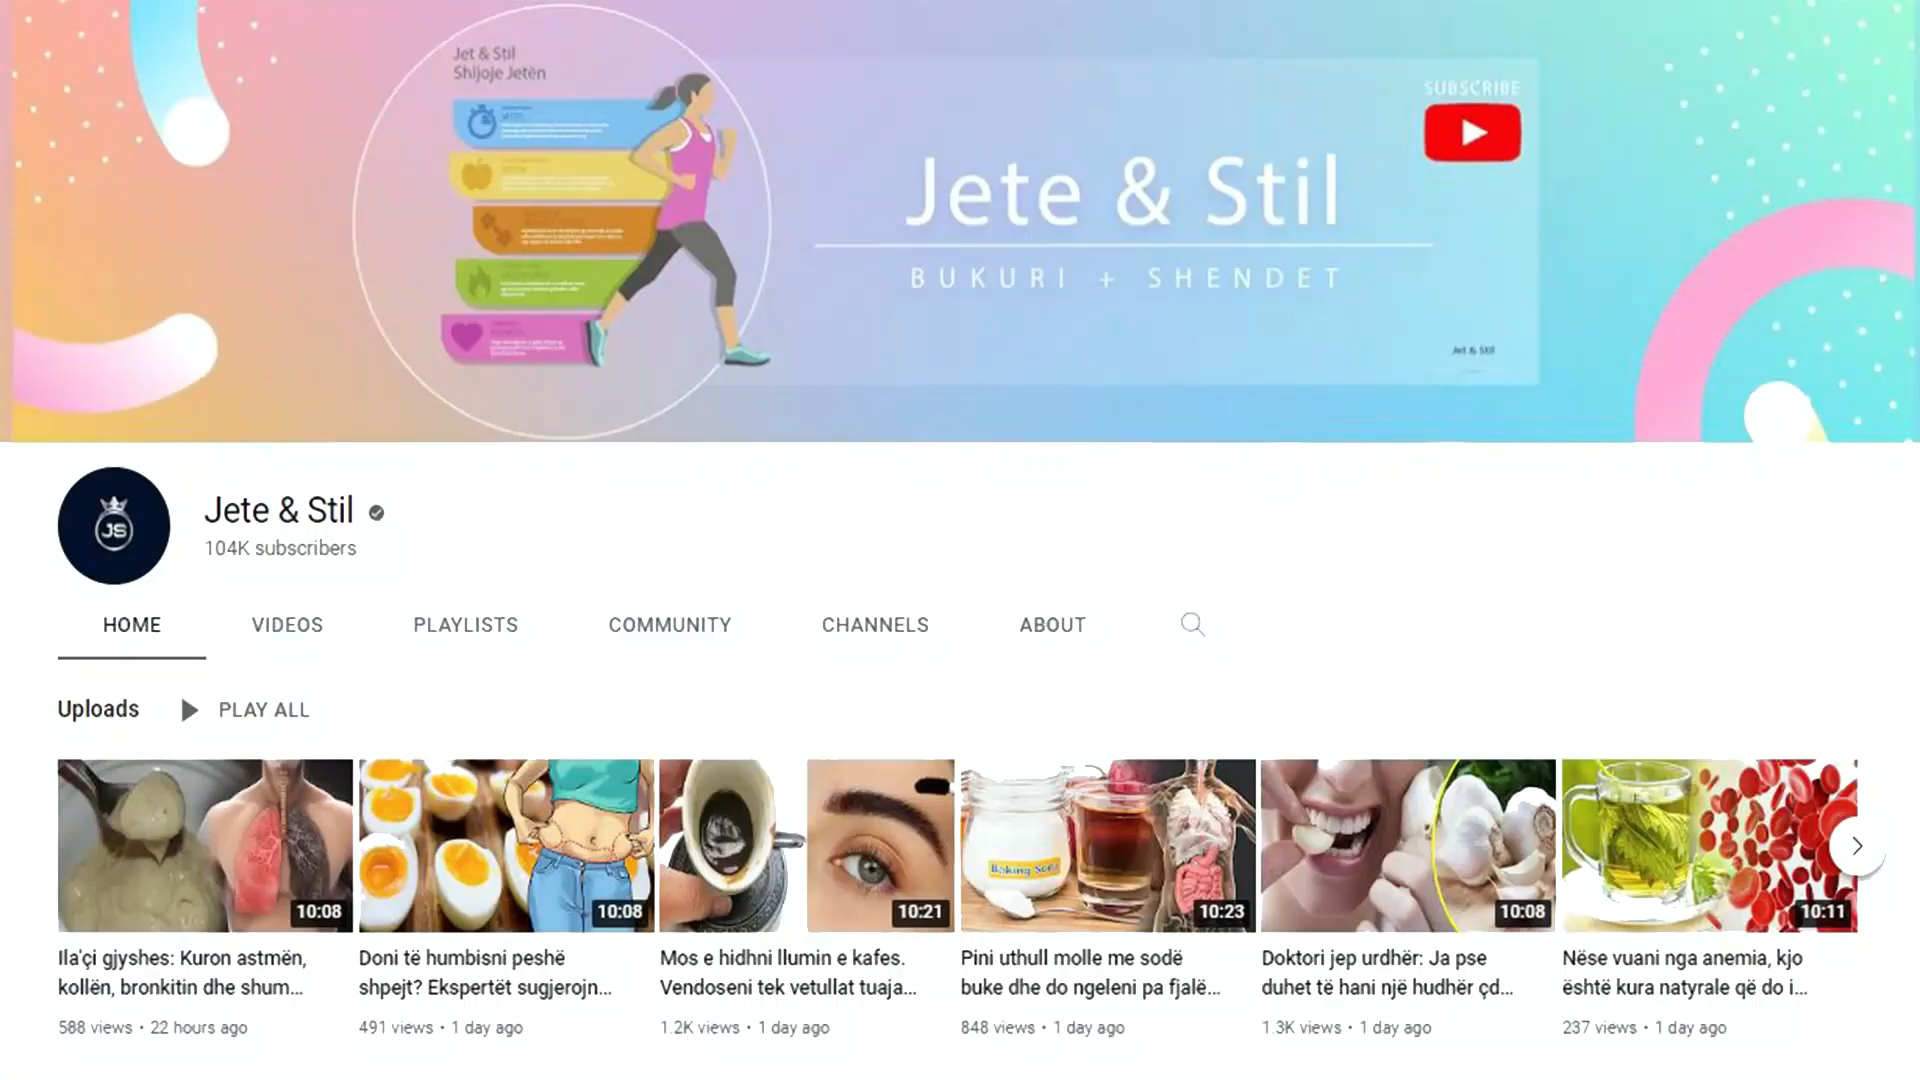 Jet & Stil
Shijoje Jetën
SUBSCRIBE
Jete & Stil
BUKURI + SHENDET
Jet & Stil
JS
Jete & Stil
104K subscribers
HOME VIDEOS PLAYLISTS COMMUNITY CHANNELS ABOUT
Uploads PLAY ALL
Baking Soda
10:08 10:08 10:21 10:23 10:08 10:11
Ila'çi gjyshes: Kuron astmën,
kollën, bronkitin dhe shum...
588 views • 22 hours ago
Doni të humbisni peshë
shpejt? Ekspertët sugjerojn...
491 views • 1 day ago
Mos e hidhni llumin e kafes.
Vendoseni tek vetullat tuaja...
1.2K views • 1 day ago
Pini uthull molle me sodë
buke dhe do ngeleni pa fjalë...
848 views • 1 day ago
Doktori jep urdhër: Ja pse
duhet të hani një hudhër çd...
1.3K views • 1 day ago
Nëse vuani nga anemia, kjo
është kura natyrale që do i...
237 views • 1 day ago